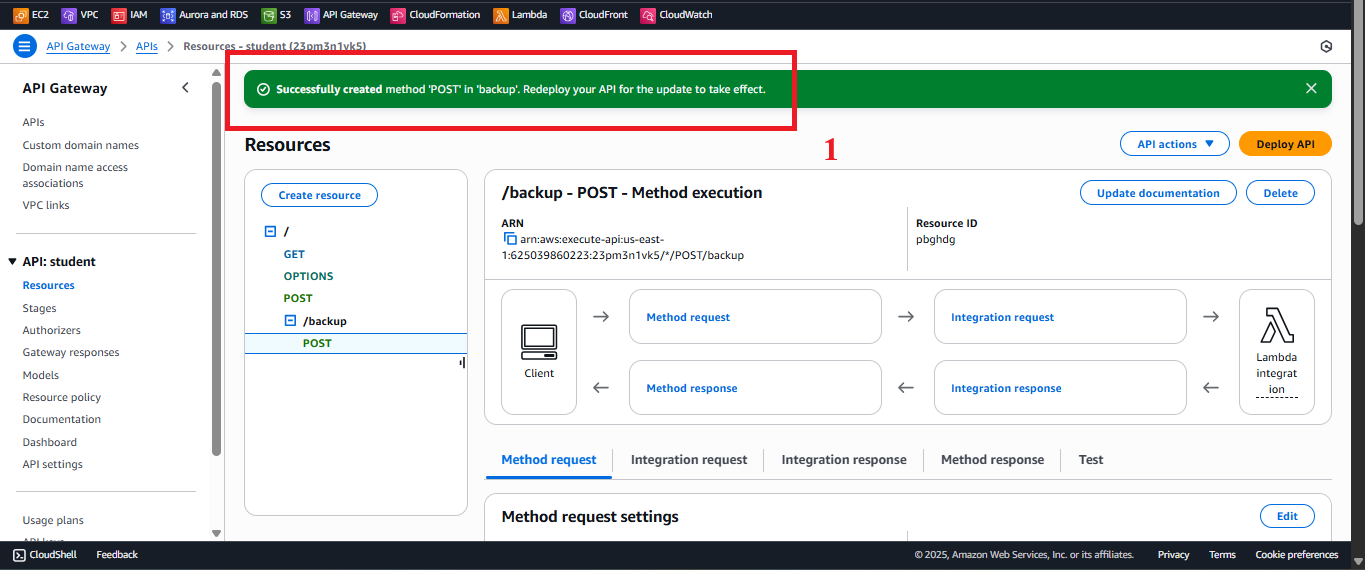 EC2 VPC IAM Aurora and RDS S3 API Gateway CloudFormation Lambda CloudFront CloudWatch
API Gateway > APIs > Resources - student (23pm3n1vk5)
API Gateway
APIs
Custom domain names
Domain name access
associations
VPC links
API: student
Resources
Stages
Authorizers
Gateway responses
Models
Resource policy
Documentation
Dashboard
API settings
Usage plans
Successfully created method 'POST' in 'backup'. Redeploy your API for the update to take effect.
1
Resources
API actions
Deploy API
Create resource
/
GET
OPTIONS
POST
/backup
POST
/backup - POST - Method execution
Update documentation
Delete
ARN
arn:aws:execute-api:us-east-
1:625039860223:23pm3n1vk5/*/POST/backup
Resource ID
pbghdg
Client
Method request
Integration request
Method response
Integration response
Lambda
integrat
ion
Method request Integration request Integration response Method response Test
Method request settings
Edit
CloudShell Feedback
© 2025, Amazon Web Services, Inc. or its affiliates. Privacy Terms Cookie preferences